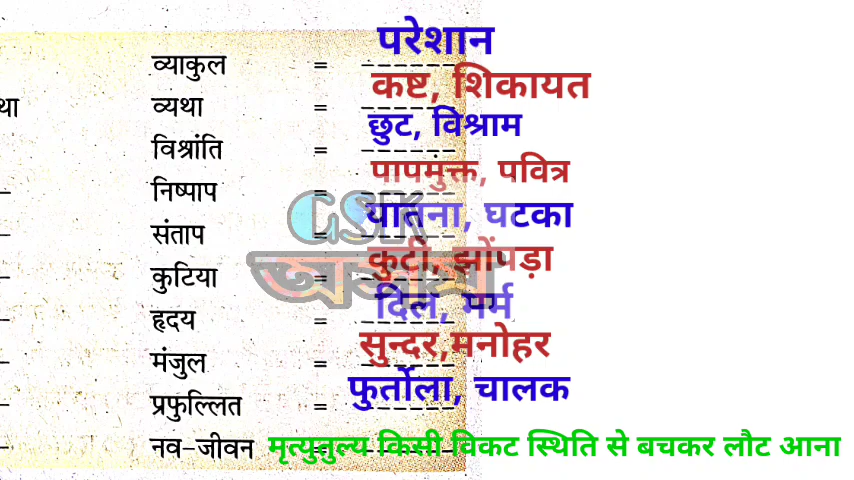 व्याकुल = परेशान
था व्यथा = कष्ट, शिकायत
विश्रांति = छुट, विश्राम
निष्पाप = पापमुक्त, पवित्र
संताप = यातना, घटका
कुटिया = कुटी, झोंपड़ा
हृदय = दिल, मर्म
मंजुल = सुन्दर,मनोहर
प्रफुल्लित = फुर्तोला, चालक
नव-जीवन = मृत्युतुल्य किसी विकट स्थिति से बचकर लौट आना
GSK